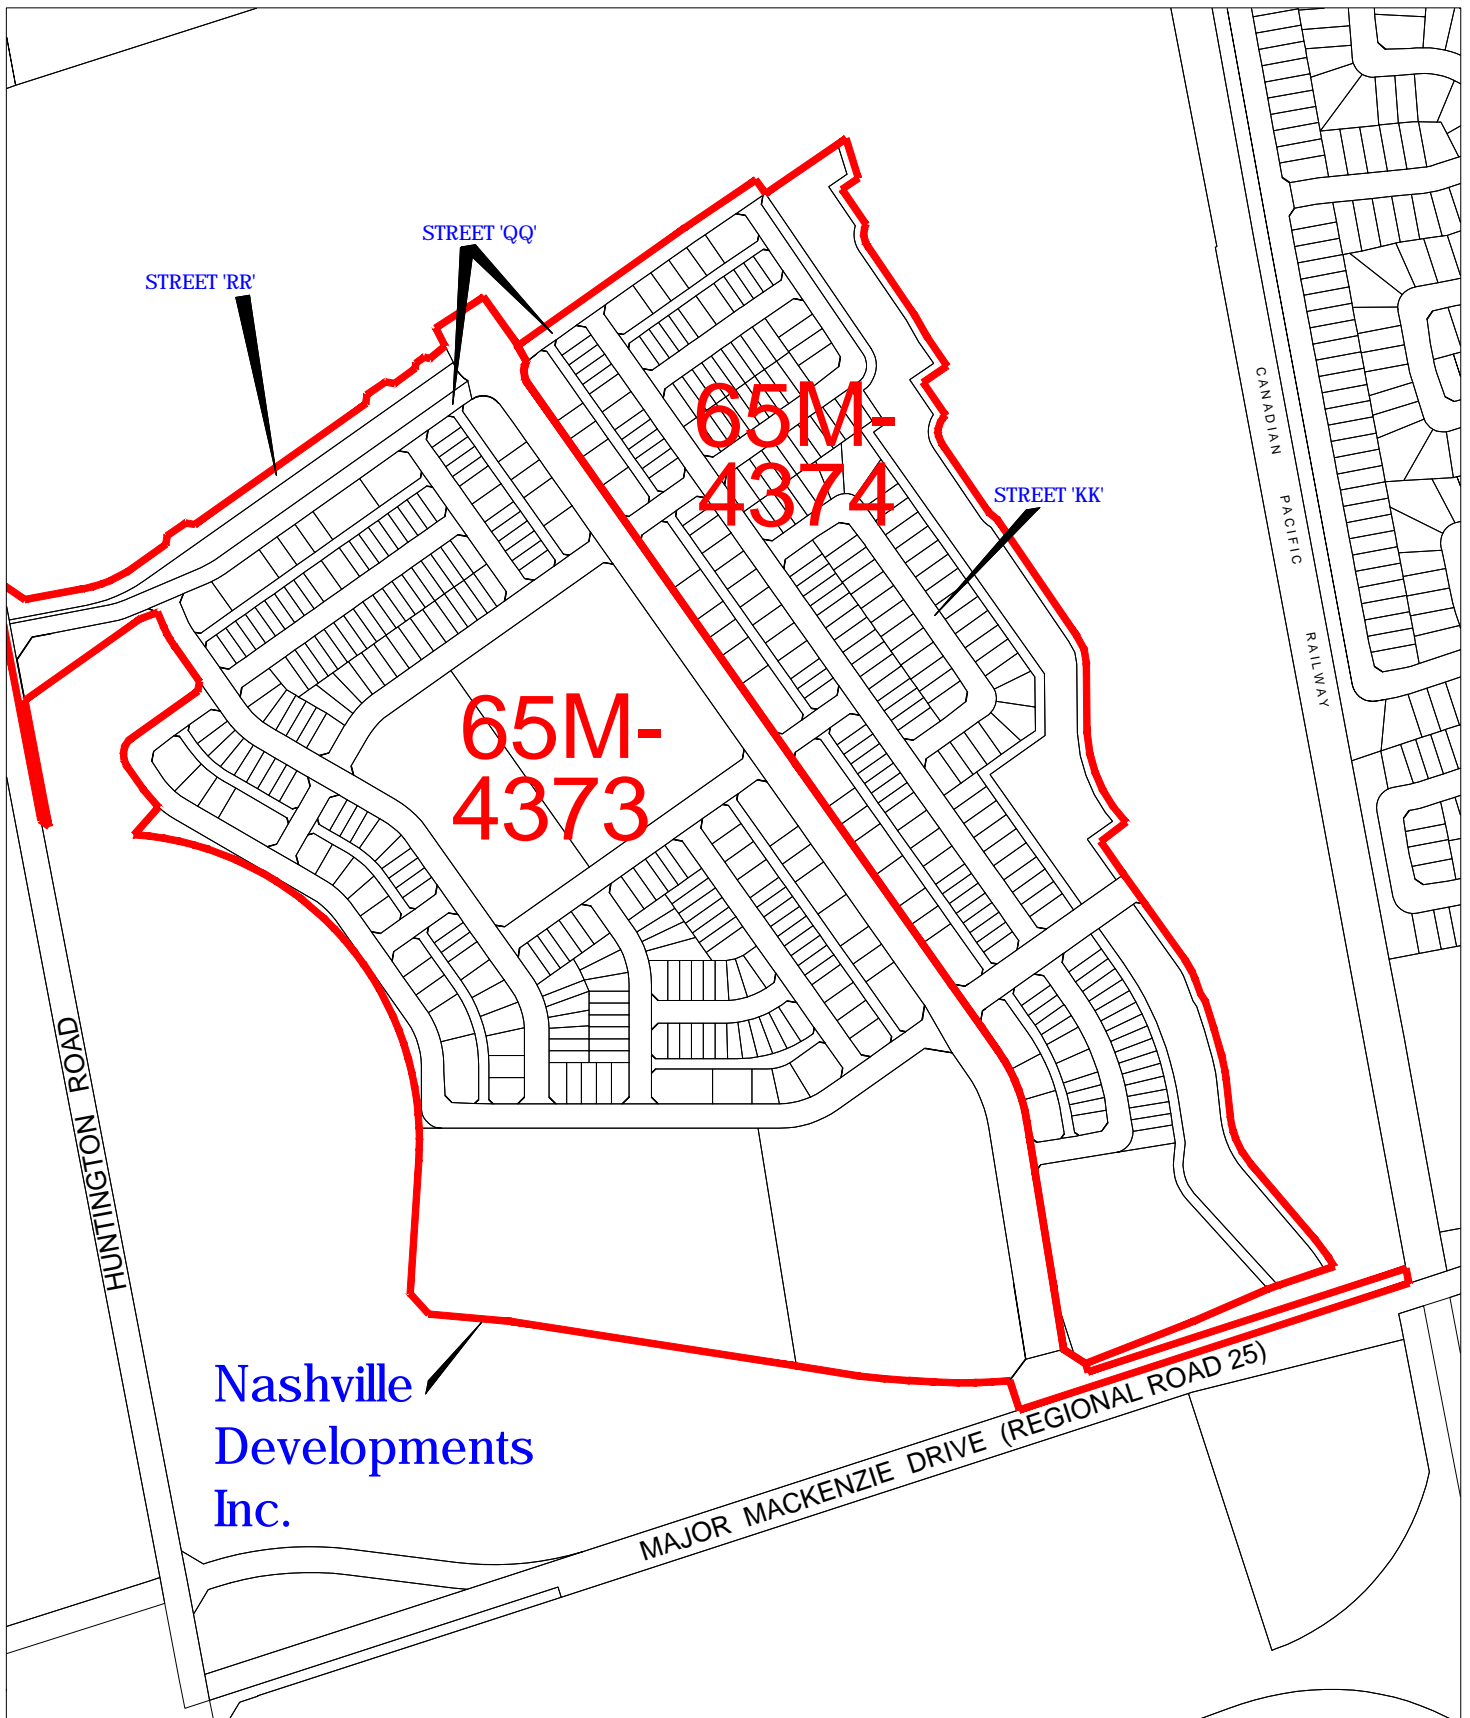 STREET 'QQ'
STREET 'RR'
65M-
4374
STREET 'KK'
CANADIAN PACIFIC RAILWAY
65M-
4373
HUNTINGTON ROAD
Nashville
Developments
Inc.
MAJOR MACKENZIE DRIVE (REGIONAL ROAD 25)